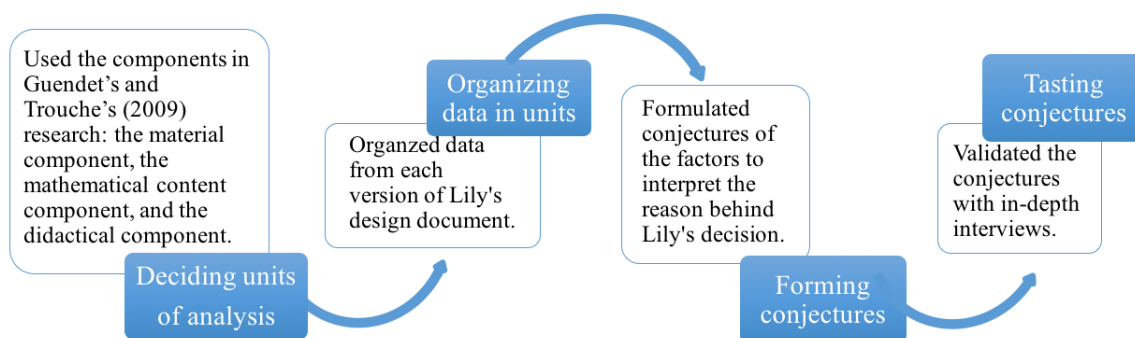 Used the components in
Guendet’s and
Trouche’s (2009)
research: the material
component, the
mathematical content
component, and the
didactical component.
Deciding units
of analysis
Organizing
data in units
Organzed data
from each
version of Lily's
design document.
Formulated
conjectures of
the factors to
interpret the
reason behind
Lily's decision.
Forming
conjectures
Tasting
conjectures
Validated the
conjectures
with in-depth
interviews.